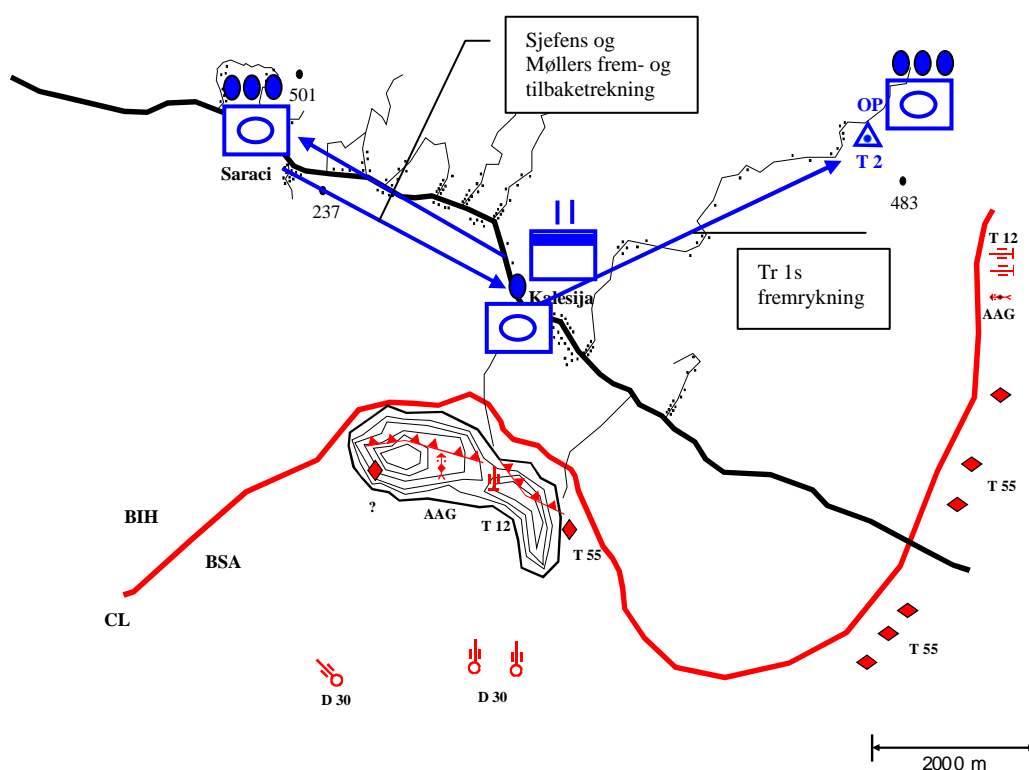 Sjefens og
Møllers frem- og
tilbaketrekning
501
OP
Saraci
T 2
237
483
T 12
Kalesija
Tr 1s
fremrykning
AAG
?
AAG
T 12
T 55
T 55
BIH
BSA
CL
T 55
D 30
D 30
2000 m